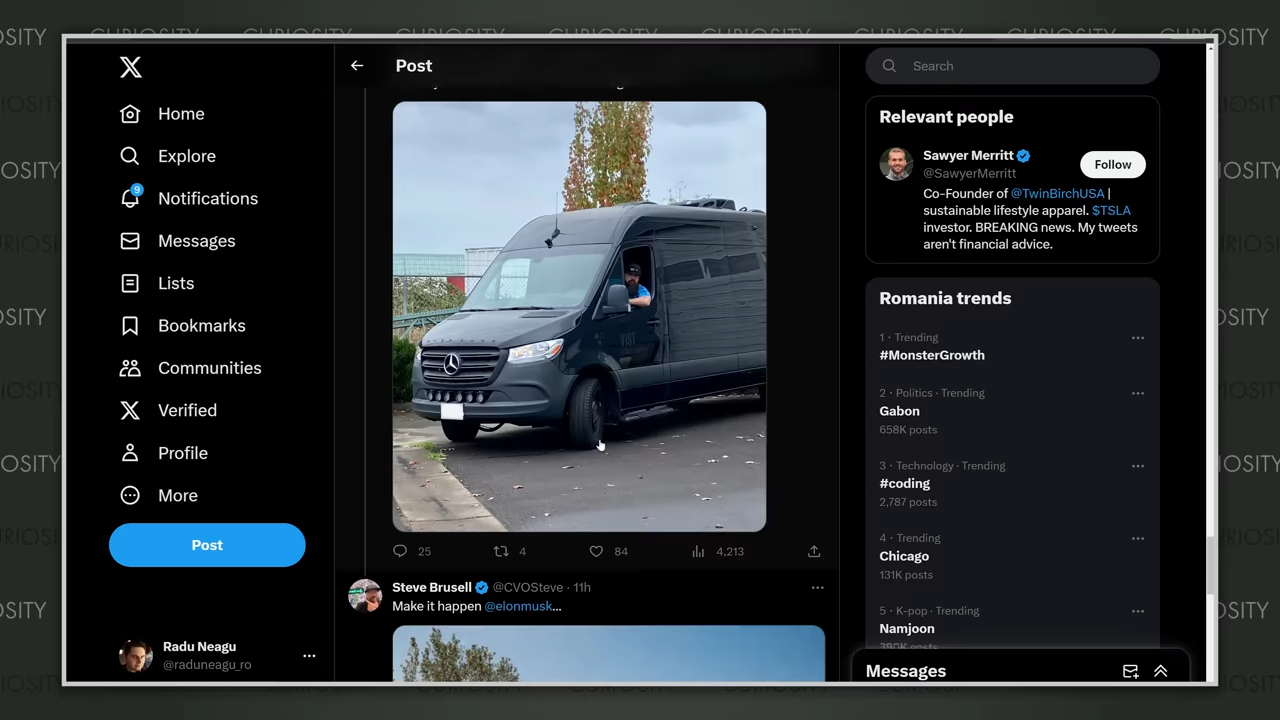 CURIOSITY
Home
Explore
9
Notifications
Messages
Lists
Bookmarks
Communities
Verified
Profile
More
Post
Radu Neagu
@raduneagu_ro
Post
25
4
84
4,213
Steve Brusell @CVOSteve · 11h
Make it happen @elonmusk...
Search
Relevant people
Sawyer Merritt
@SawyerMerritt
Follow
Co-Founder of @TwinBirchUSA |
sustainable lifestyle apparel. $TSLA
investor. BREAKING news. My tweets
aren't financial advice.
Romania trends
1 · Trending
#MonsterGrowth
2 · Politics · Trending
Gabon
658K posts
3 · Technology · Trending
#coding
2,787 posts
4 · Trending
Chicago
131K posts
5 · K-pop · Trending
Namjoon
Messages